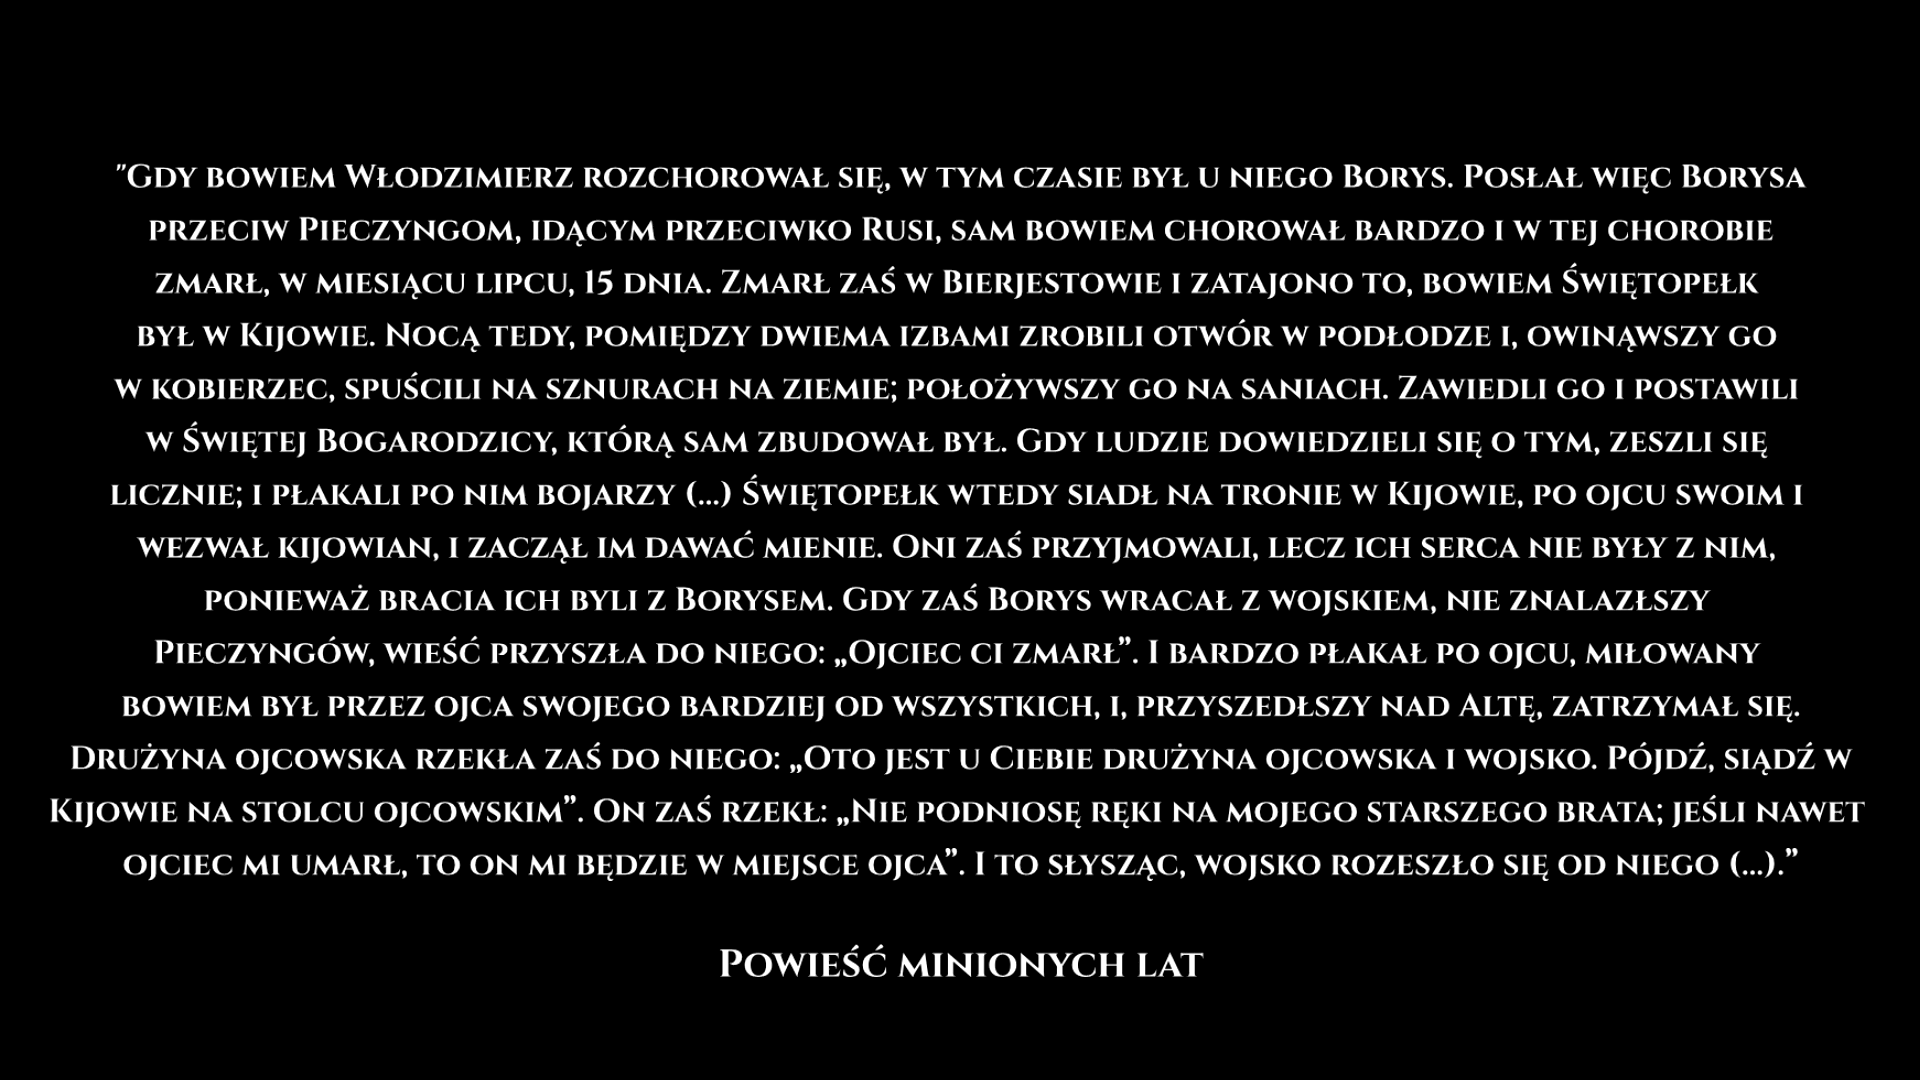 "Gdy bowiem Włodzimierz rozchorował się, w tym czasie był u niego Borys. Posłał więc Borysa
przeciw Pieczyngom, idącym przeciwko Rusi, sam bowiem chorował bardzo i w tej chorobie
zmarł, w miesiącu lipcu, 15 dnia. Zmarł zaś w Bierjestowie i zatajono to, bowiem Świętopełk
był w Kijowie. Nocą tedy, pomiędzy dwiema izbami zrobili otwór w podłodze i, owinąwszy go
w kobierzec, spuścili na sznurach na ziemie; położywszy go na saniach. Zawiedli go i postawili
w Świętej Bogarodzicy, którą sam zbudował był. Gdy ludzie dowiedzieli się o tym, zeszli się
licznie; i płakali po nim bojarzy (...) Świętopełk wtedy siadł na tronie w Kijowie, po ojcu swoim i
wezwał kijowian, i zaczął im dawać mienie. Oni zaś przyjmowali, lecz ich serca nie były z nim,
ponieważ bracia ich byli z Borysem. Gdy zaś Borys wracał z wojskiem, nie znalazłszy
Pieczyngów, wieść przyszła do niego: „Ojciec ci zmarł”. I bardzo płakał po ojcu, miłowany
bowiem był przez ojca swojego bardziej od wszystkich, i, przyszedłszy nad Altę, zatrzymał się.
Drużyna ojcowska rzekła zaś do niego: „Oto jest u Ciebie drużyna ojcowska i wojsko. Pójdź, siądź w
Kijowie na stolcu ojcowskim”. On zaś rzekł: „Nie podniosę ręki na mojego starszego brata; jeśli nawet
ojciec mi umarł, to on mi będzie w miejsce ojca”. I to słysząc, wojsko rozeszło się od niego (...).”
Powieść minionych lat